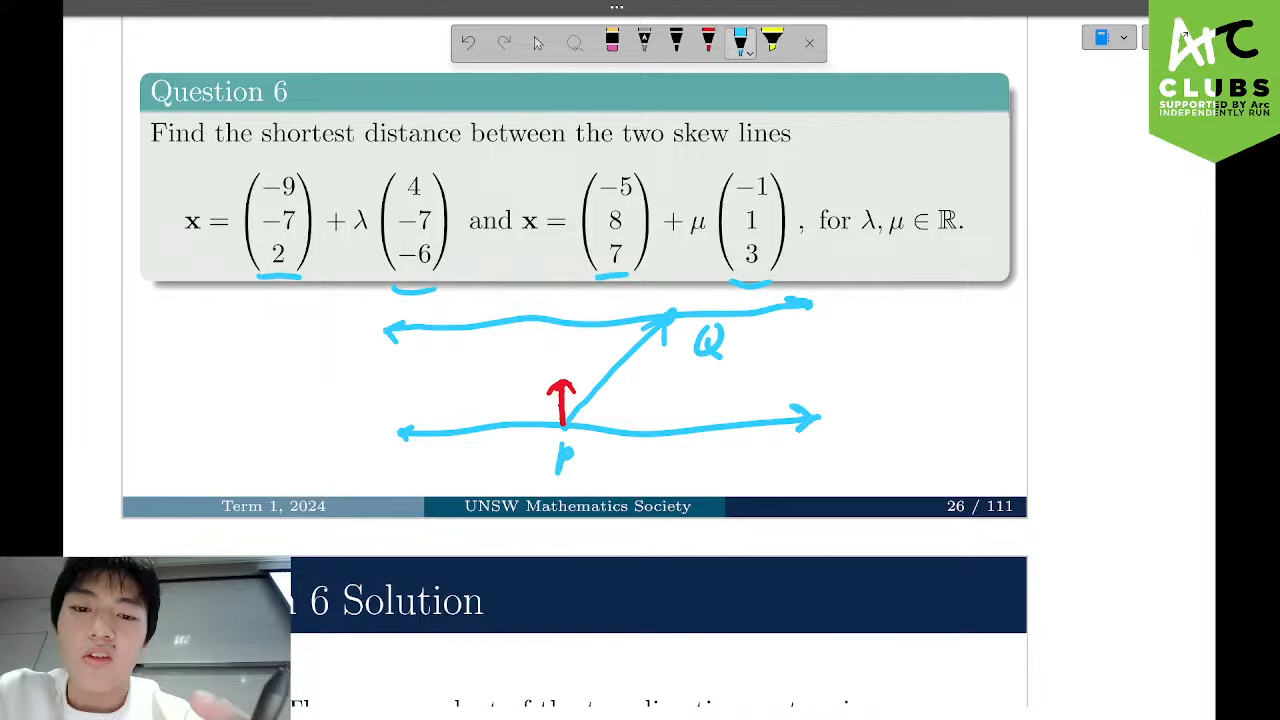 ArC
CLUBS
SUPPORTED BY Arc
INDEPENDENTLY RUN
Question 6
Find the shortest distance between the two skew lines
x = (−9 −7 2) + λ (4 −7 −6) and x = (−5 8 7) + μ (−1 1 3), for λ, μ ∈ ℝ.
Q
P
Term 1, 2024 UNSW Mathematics Society 26 / 111
6 Solution